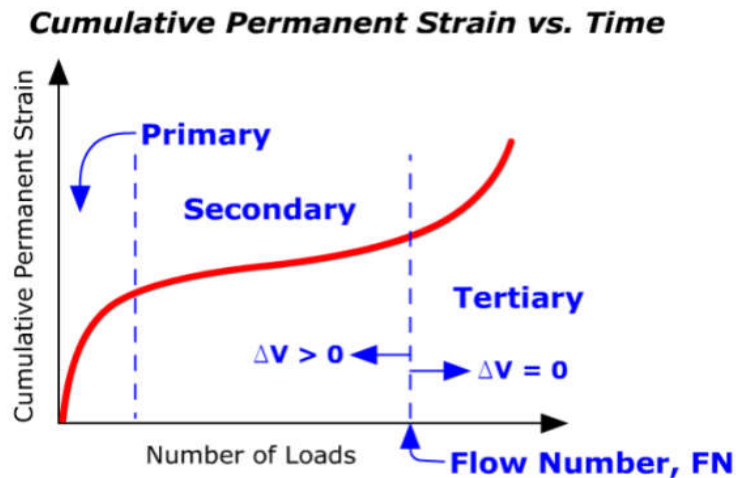 Cumulative Permanent Strain vs. Time
Cumulative Permanent Strain
Primary
Secondary
Tertiary
ΔV > 0
ΔV = 0
Number of Loads
Flow Number, FN